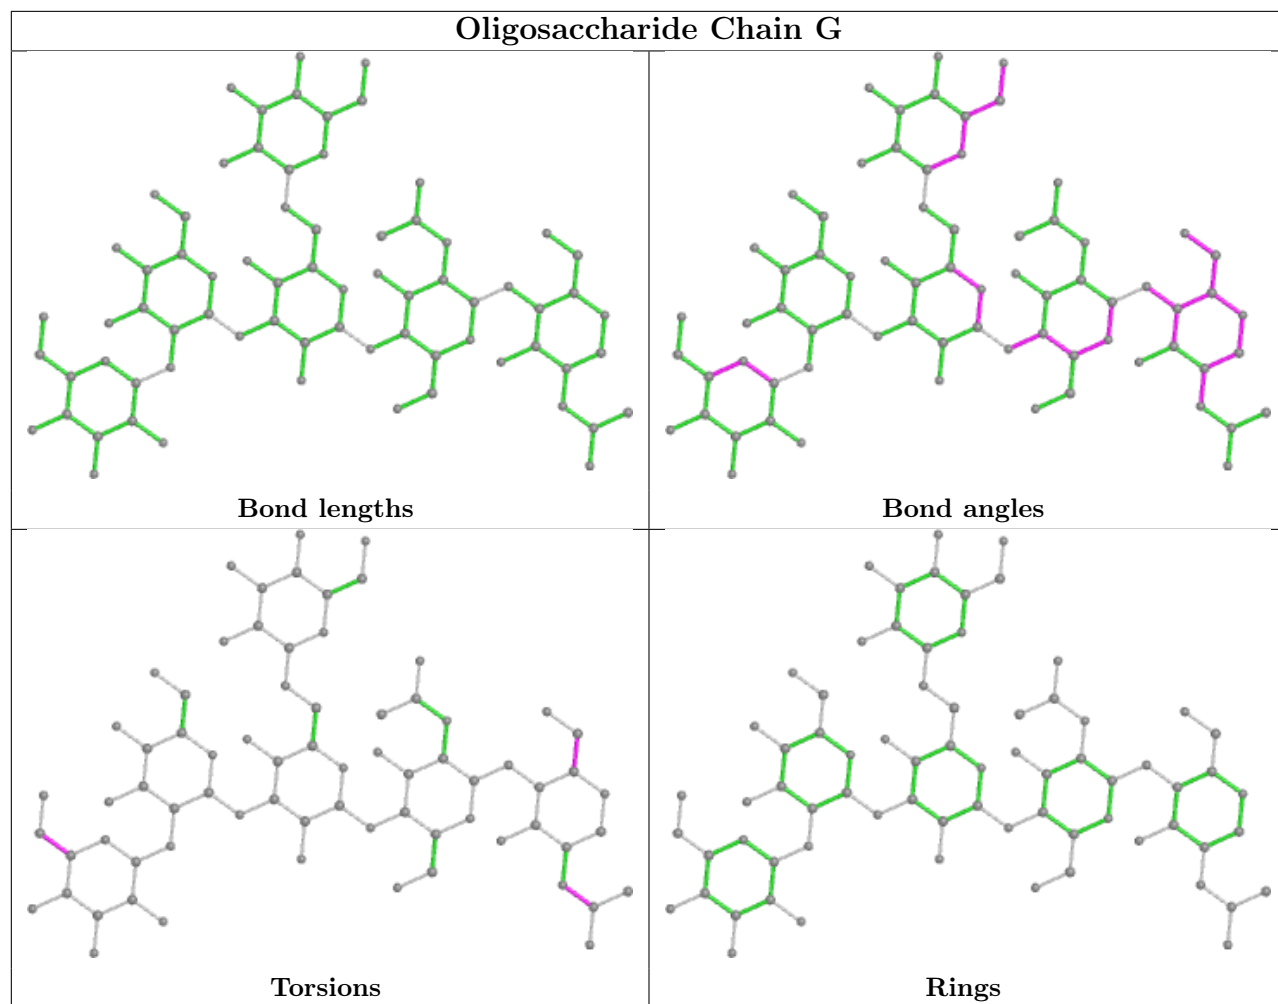 Oligosaccharide Chain G
Bond lengths
Bond angles
Torsions
Rings